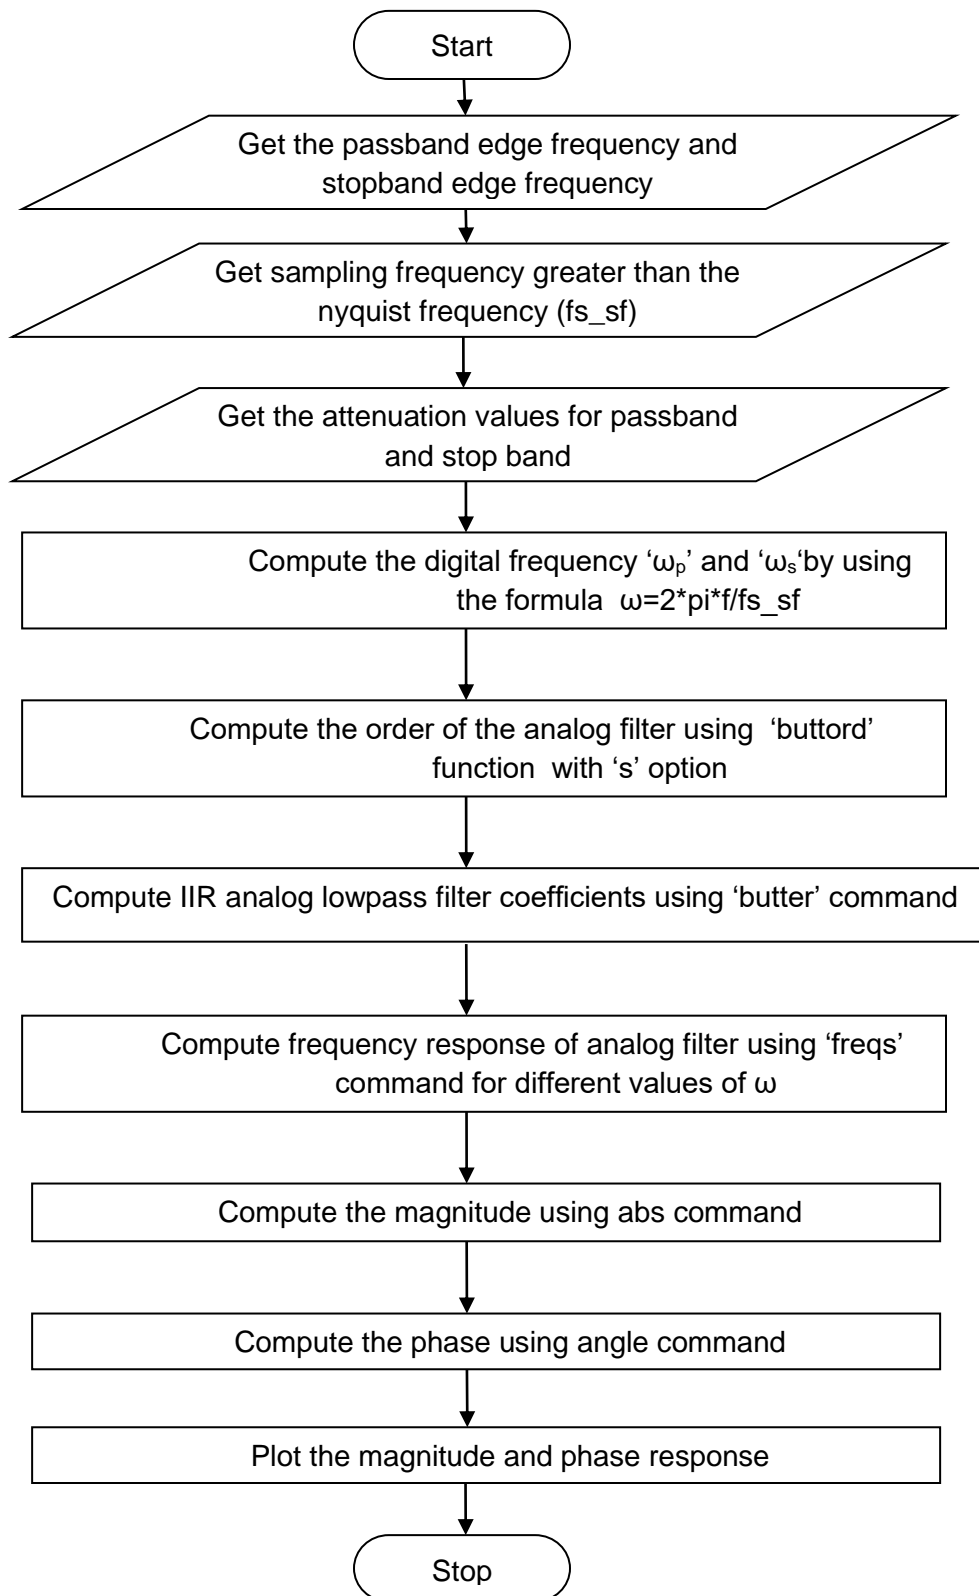 Start
Get the passband edge frequency and
stopband edge frequency
Get sampling frequency greater than the
nyquist frequency (fs_sf)
Get the attenuation values for passband
and stop band
Compute the digital frequency ‘ωₚ’ and ‘ωₛ‘by using
the formula ω=2*pi*f/fs_sf
Compute the order of the analog filter using ‘buttord’
function with ‘s’ option
Compute IIR analog lowpass filter coefficients using ‘butter’ command
Compute frequency response of analog filter using ‘freqs’
command for different values of ω
Compute the magnitude using abs command
Compute the phase using angle command
Plot the magnitude and phase response
Stop